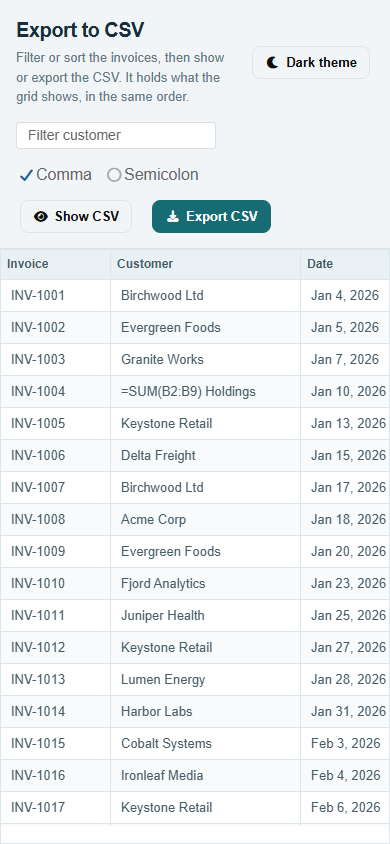 Export to CSV
Filter or sort the invoices, then show
or export the CSV. It holds what the
grid shows, in the same order.
Dark theme
Filter customer
Comma Semicolon
Show CSV Export CSV
Invoice Customer Date
INV-1001 Birchwood Ltd Jan 4, 2026
INV-1002 Evergreen Foods Jan 5, 2026
INV-1003 Granite Works Jan 7, 2026
INV-1004 =SUM(B2:B9) Holdings Jan 10, 2026
INV-1005 Keystone Retail Jan 13, 2026
INV-1006 Delta Freight Jan 15, 2026
INV-1007 Birchwood Ltd Jan 17, 2026
INV-1008 Acme Corp Jan 18, 2026
INV-1009 Evergreen Foods Jan 20, 2026
INV-1010 Fjord Analytics Jan 23, 2026
INV-1011 Juniper Health Jan 25, 2026
INV-1012 Keystone Retail Jan 27, 2026
INV-1013 Lumen Energy Jan 28, 2026
INV-1014 Harbor Labs Jan 31, 2026
INV-1015 Cobalt Systems Feb 3, 2026
INV-1016 Ironleaf Media Feb 4, 2026
INV-1017 Keystone Retail Feb 6, 2026